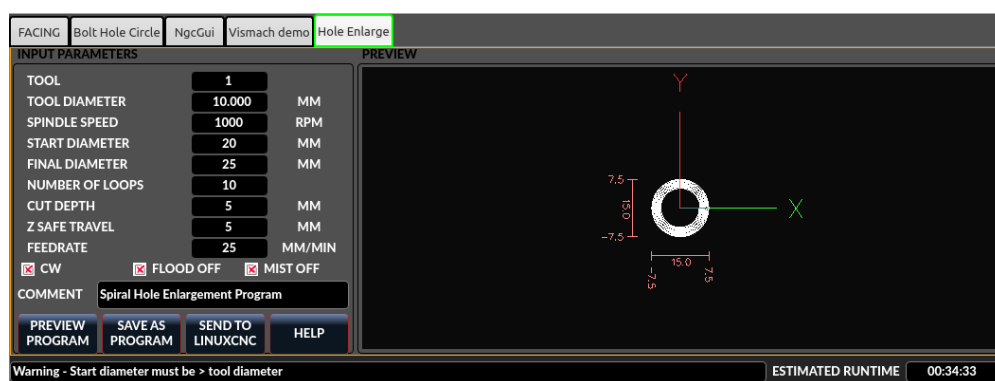 FACING Bolt Hole Circle NgcGui Vismach demo Hole Enlarge
INPUT PARAMETERS
PREVIEW
TOOL 1
TOOL DIAMETER 10.000 MM
SPINDLE SPEED 1000 RPM
START DIAMETER 20 MM
FINAL DIAMETER 25 MM
NUMBER OF LOOPS 10
CUT DEPTH 5 MM
Z SAFE TRAVEL 5 MM
FEEDRATE 25 MM/MIN
CW FLOOD OFF MIST OFF
COMMENT Spiral Hole Enlargement Program
PREVIEW PROGRAM
SAVE AS PROGRAM
SEND TO LINUXCNC
HELP
Y
7.5
15.0
-7.5
X
15.0
-7.5
7.5
Warning - Start diameter must be > tool diameter
ESTIMATED RUNTIME 00:34:33